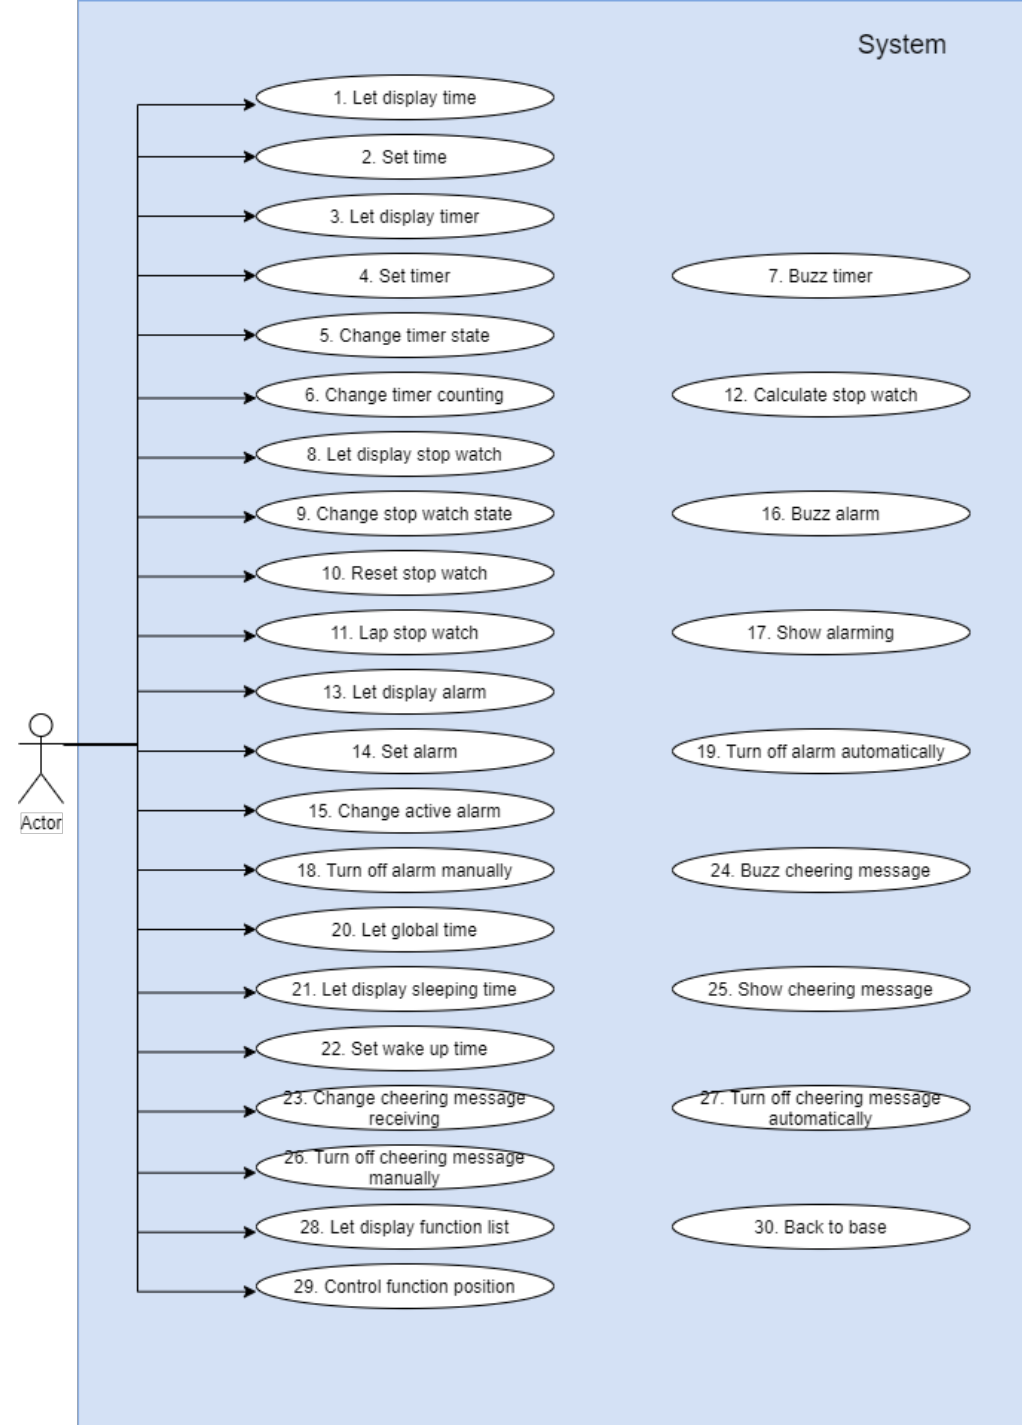 System
1. Let display time
2. Set time
3. Let display timer
4. Set timer
7. Buzz timer
5. Change timer state
6. Change timer counting
12. Calculate stop watch
8. Let display stop watch
9. Change stop watch state
16. Buzz alarm
10. Reset stop watch
11. Lap stop watch
17. Show alarming
13. Let display alarm
14. Set alarm
19. Turn off alarm automatically
Actor
15. Change active alarm
18. Turn off alarm manually
24. Buzz cheering message
20. Let global time
21. Let display sleeping time
25. Show cheering message
22. Set wake up time
23. Change cheering message
receiving
27. Turn off cheering message
automatically
26. Turn off cheering message
manually
28. Let display function list
30. Back to base
29. Control function position